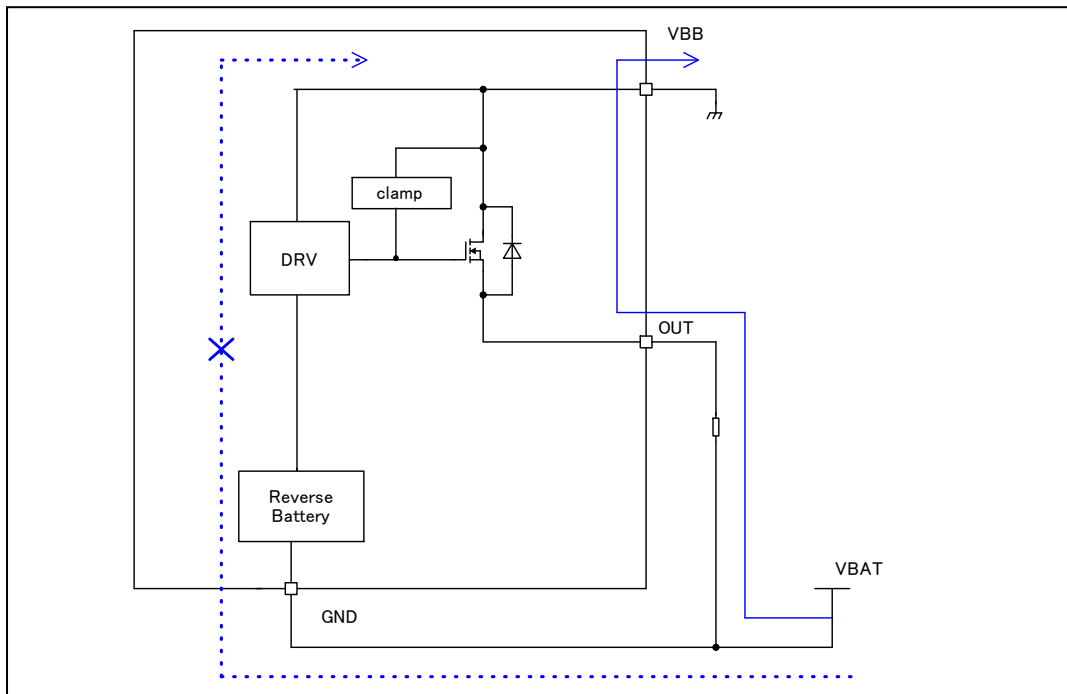 VBB
clamp
DRV
OUT
Reverse
Battery
VBAT
GND